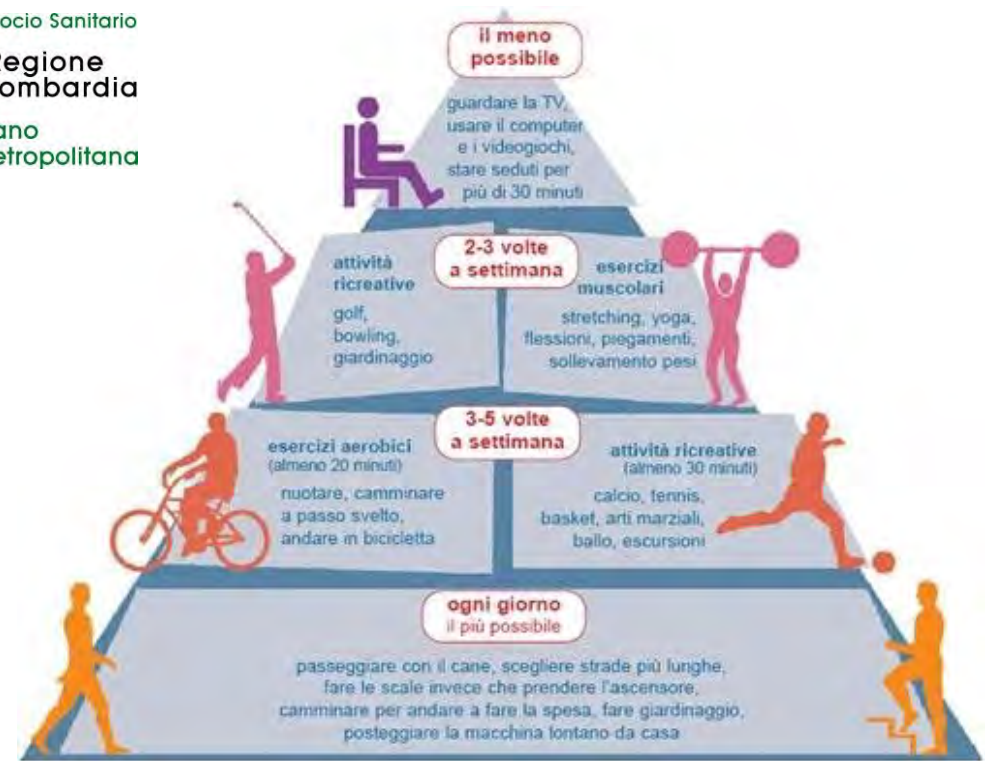 ocio Sanitario
Regione
ombardia
ano
etropolitana
il meno
possibile
guardare la TV,
usare il computer
e i videogiochi,
stare seduti per
più di 30 minuti
2-3 volte
a settimana
attività
ricreative
golf,
bowling,
giardinaggio
esercizi
muscolari
stretching, yoga,
flessioni, piegamenti,
sollevamento pesi
3-5 volte
a settimana
esercizi aerobici
(almeno 20 minuti)
nuotare, camminare
a passo svelto,
andare in bicicletta
attività ricreative
(almeno 30 minuti)
calcio, tennis,
basket, arti marziali,
ballo, escursioni
ogni giorno
il più possibile
passeggiare con il cane, scegliere strade più lunghe,
fare le scale invece che prendere l'ascensore,
camminare per andare a fare la spesa, fare giardinaggio,
posteggiare la macchina lontano da casa